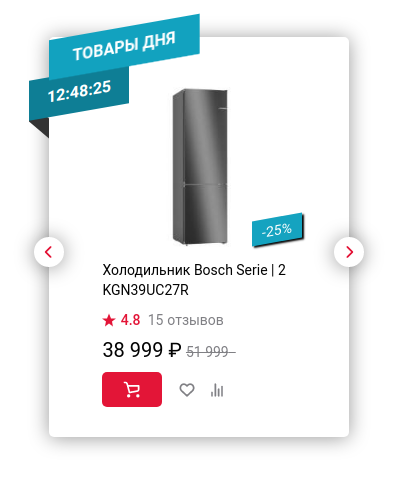 ТОВАРЫ ДНЯ
12:48:25
-25%
Холодильник Bosch Serie | 2
KGN39UC27R
4.8 15 отзывов
38 999 ₽ 51 999